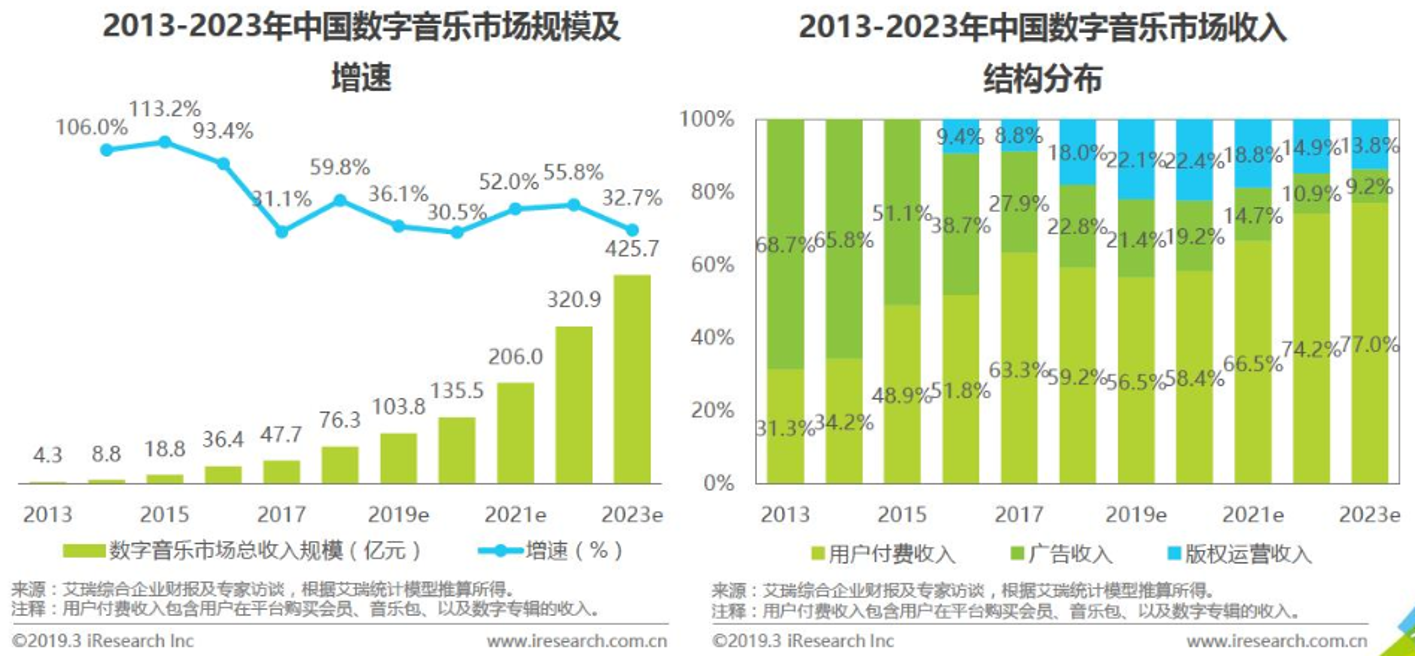 2013-2023年中国数字音乐市场规模及
增速
106.0%
113.2%
93.4%
31.1%
59.8%
36.1%
30.5%
52.0%
55.8%
32.7%
4.3
8.8
18.8
36.4
47.7
76.3
103.8
135.5
206.0
320.9
425.7
2013 2015 2017 2019e 2021e 2023e
数字音乐市场总收入规模（亿元） 增速（%）
来源：艾瑞综合企业财报及专家访谈，根据艾瑞统计模型推算所得。
注释：用户付费收入包含用户在平台购买会员、音乐包、以及数字专辑的收入。
©2019.3 iResearch Inc www.iresearch.com.cn
2013-2023年中国数字音乐市场收入
结构分布
100%
80%
60%
40%
20%
0%
9.4% 8.8% 18.0% 22.1% 22.4% 18.8% 14.9% 13.8%
68.7% 65.8% 51.1% 38.7% 27.9% 22.8% 21.4% 19.2% 14.7% 10.9% 9.2%
31.3% 34.2% 48.9% 51.8% 63.3% 59.2% 56.5% 58.4% 66.5% 74.2% 77.0%
2013 2015 2017 2019e 2021e 2023e
用户付费收入 广告收入 版权运营收入
来源：艾瑞综合企业财报及专家访谈，根据艾瑞统计模型推算所得。
注释：用户付费收入包含用户在平台购买会员、音乐包、以及数字专辑的收入。
©2019.3 iResearch Inc www.iresearch.com.cn